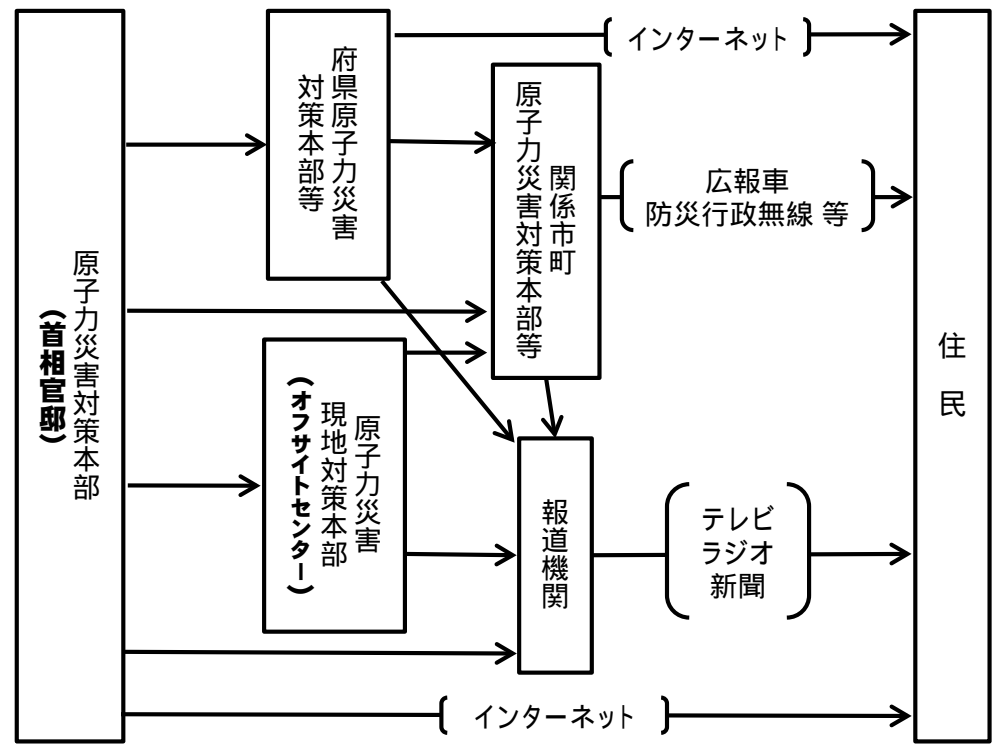 原子力災害対策本部
(首相官邸)
府県原子力災害
対策本部等
インターネット
関係市町
原子力災害対策本部等
広報車
防災行政無線 等
原子力災害
現地対策本部
(オフサイトセンター)
報道機関
テレビ
ラジオ
新聞
インターネット
住民